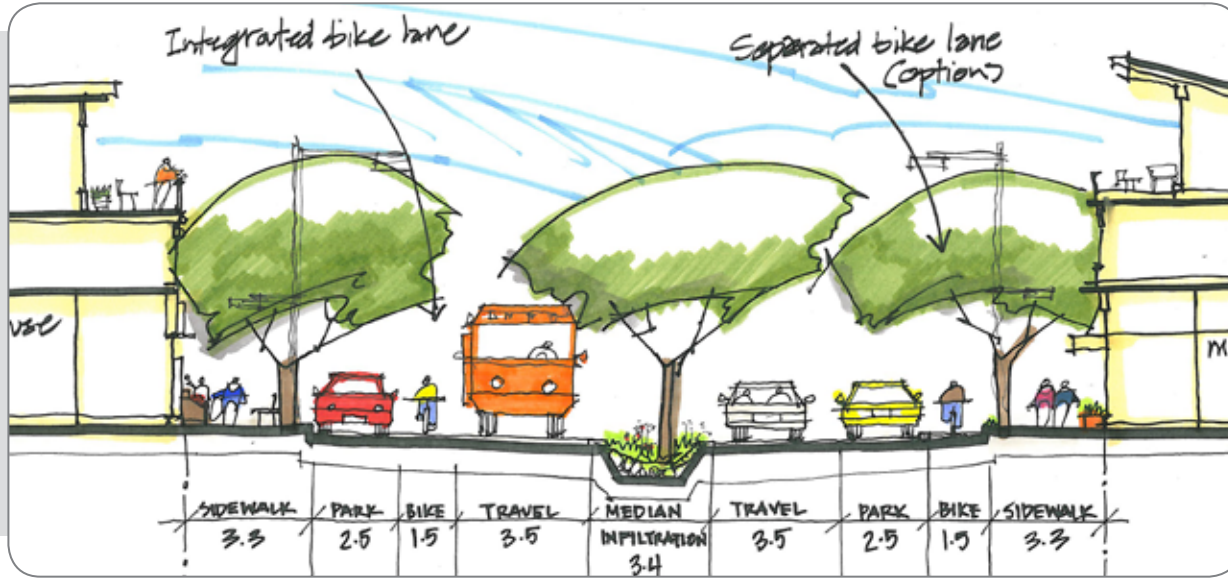 Integrated bike lane
Separated bike lane
(options)
use
m
SIDEWALK PARK BIKE TRAVEL MEDIAN TRAVEL PARK BIKE SIDEWALK
3.3 2.5 1.5 3.5 INFILTRATION 3.5 2.5 1.5 3.3
3.4